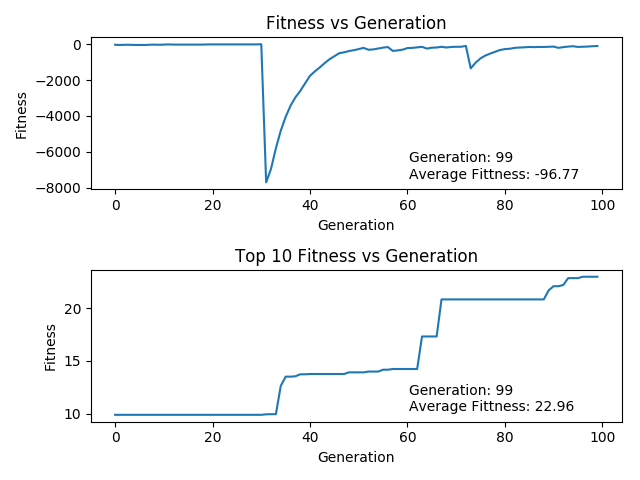 Fitness vs Generation
0
−2000
−4000
−6000
−8000
Fitness
Generation: 99
Average Fittness: -96.77
0 20 40 60 80 100
Generation
Top 10 Fitness vs Generation
20
15
10
Fitness
Generation: 99
Average Fittness: 22.96
0 20 40 60 80 100
Generation